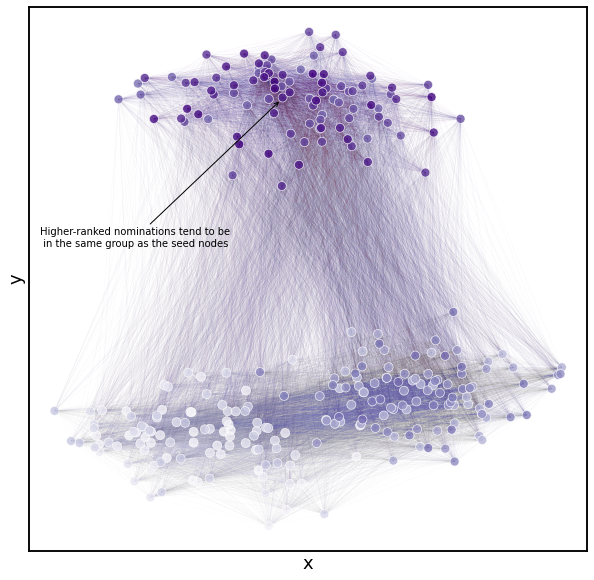 Higher-ranked nominations tend to be
in the same group as the seed nodes
y
x